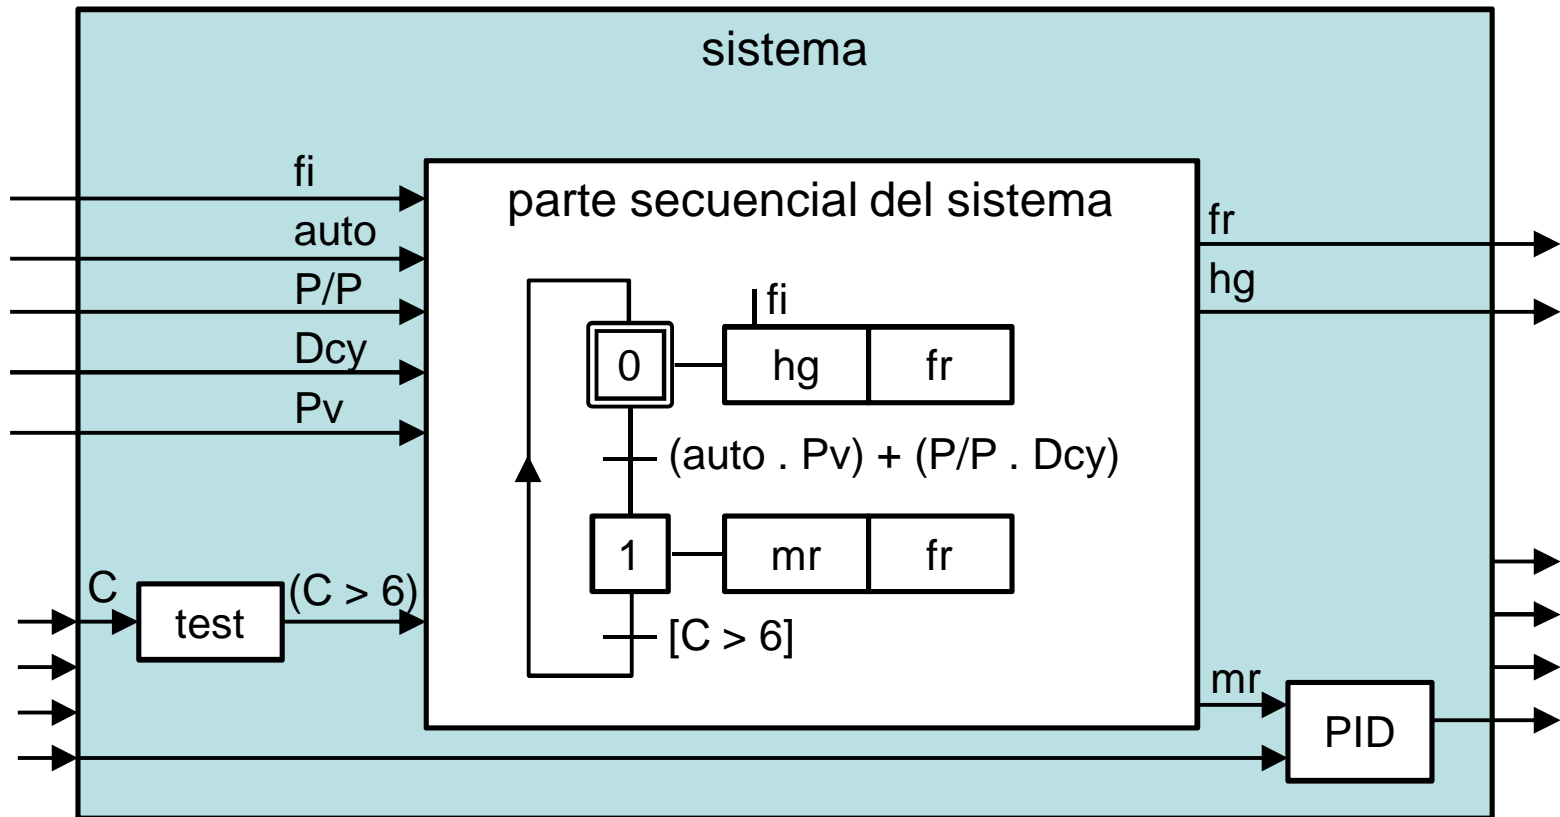 sistema
fi
auto
P/P
Dcy
Pv
C
test
(C > 6)
parte secuencial del sistema
0
fi
hg
fr
(auto . Pv) + (P/P . Dcy)
1
mr
fr
[C > 6]
fr
hg
mr
PID